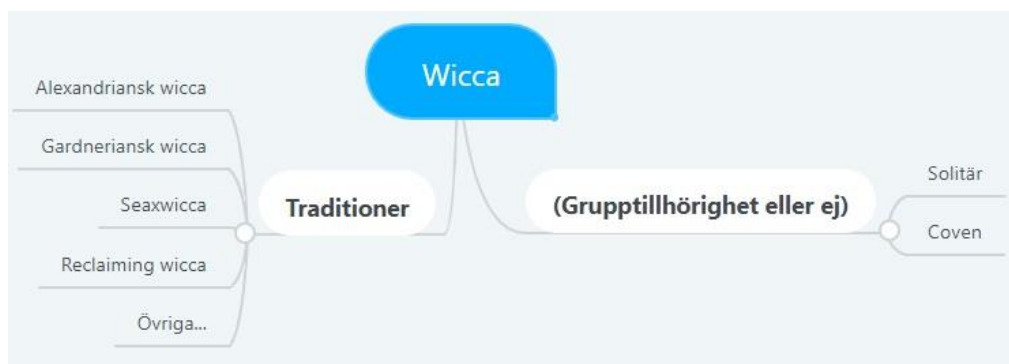 Wicca
Alexandriansk wicca
Gardneriansk wicca
Seaxwicca
Reclaiming wicca
Övriga...
Traditioner
(Grupptillhörighet eller ej)
Solitär
Coven